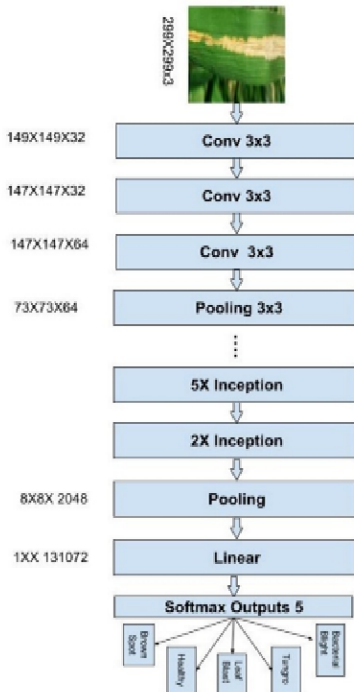 299X299x3
149X149X32
Conv 3x3
147X147X32
Conv 3x3
147X147X64
Conv 3x3
73X73X64
Pooling 3x3
5X Inception
2X Inception
8X8X 2048
Pooling
1XX 131072
Linear
Softmax Outputs 5
Brown
Spot
Healthy
Leaf
Blast
Tungro
Bacterial
Blight